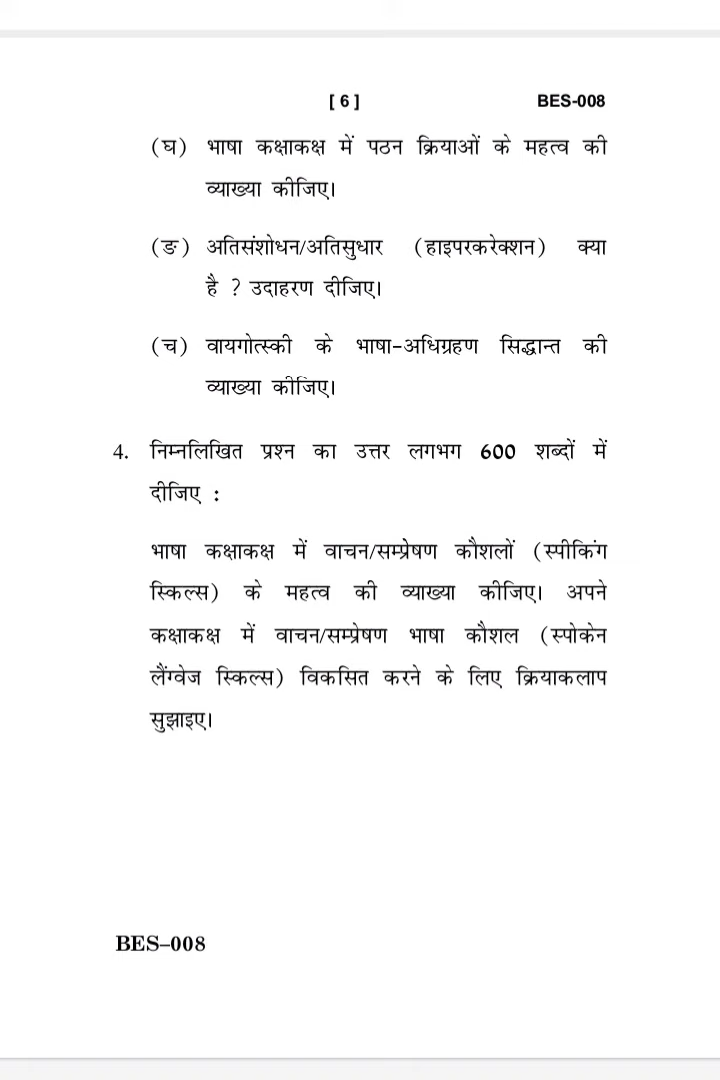 [ 6 ] BES-008
(घ) भाषा कक्षाकक्ष में पठन क्रियाओं के महत्व की
व्याख्या कीजिए।
(ङ) अतिसंशोधन/अतिसुधार (हाइपरकरेक्शन) क्या
है ? उदाहरण दीजिए।
(च) वायगोत्स्की के भाषा-अधिग्रहण सिद्धान्त की
व्याख्या कीजिए।
4. निम्नलिखित प्रश्न का उत्तर लगभग 600 शब्दों में
दीजिए :
भाषा कक्षाकक्ष में वाचन/सम्प्रेषण कौशलों (स्पीकिंग
स्किल्स) के महत्व की व्याख्या कीजिए। अपने
कक्षाकक्ष में वाचन/सम्प्रेषण भाषा कौशल (स्पोकेन
लैंग्वेज स्किल्स) विकसित करने के लिए क्रियाकलाप
सुझाइए।
BES–008